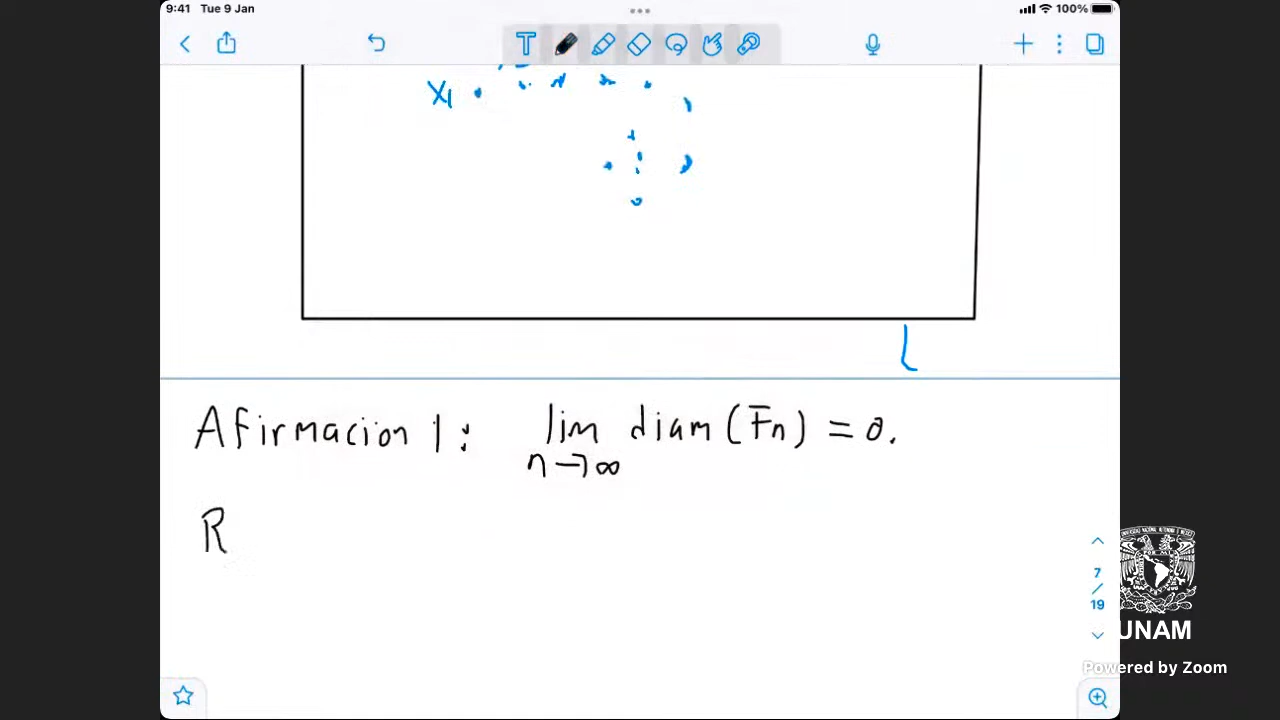 9:41 Tue 9 Jan
100%
X1
L
Afirmacion 1: lim diam (Fn) = 0.
n→∞
R
7
/
19
UNAM
Powered by Zoom